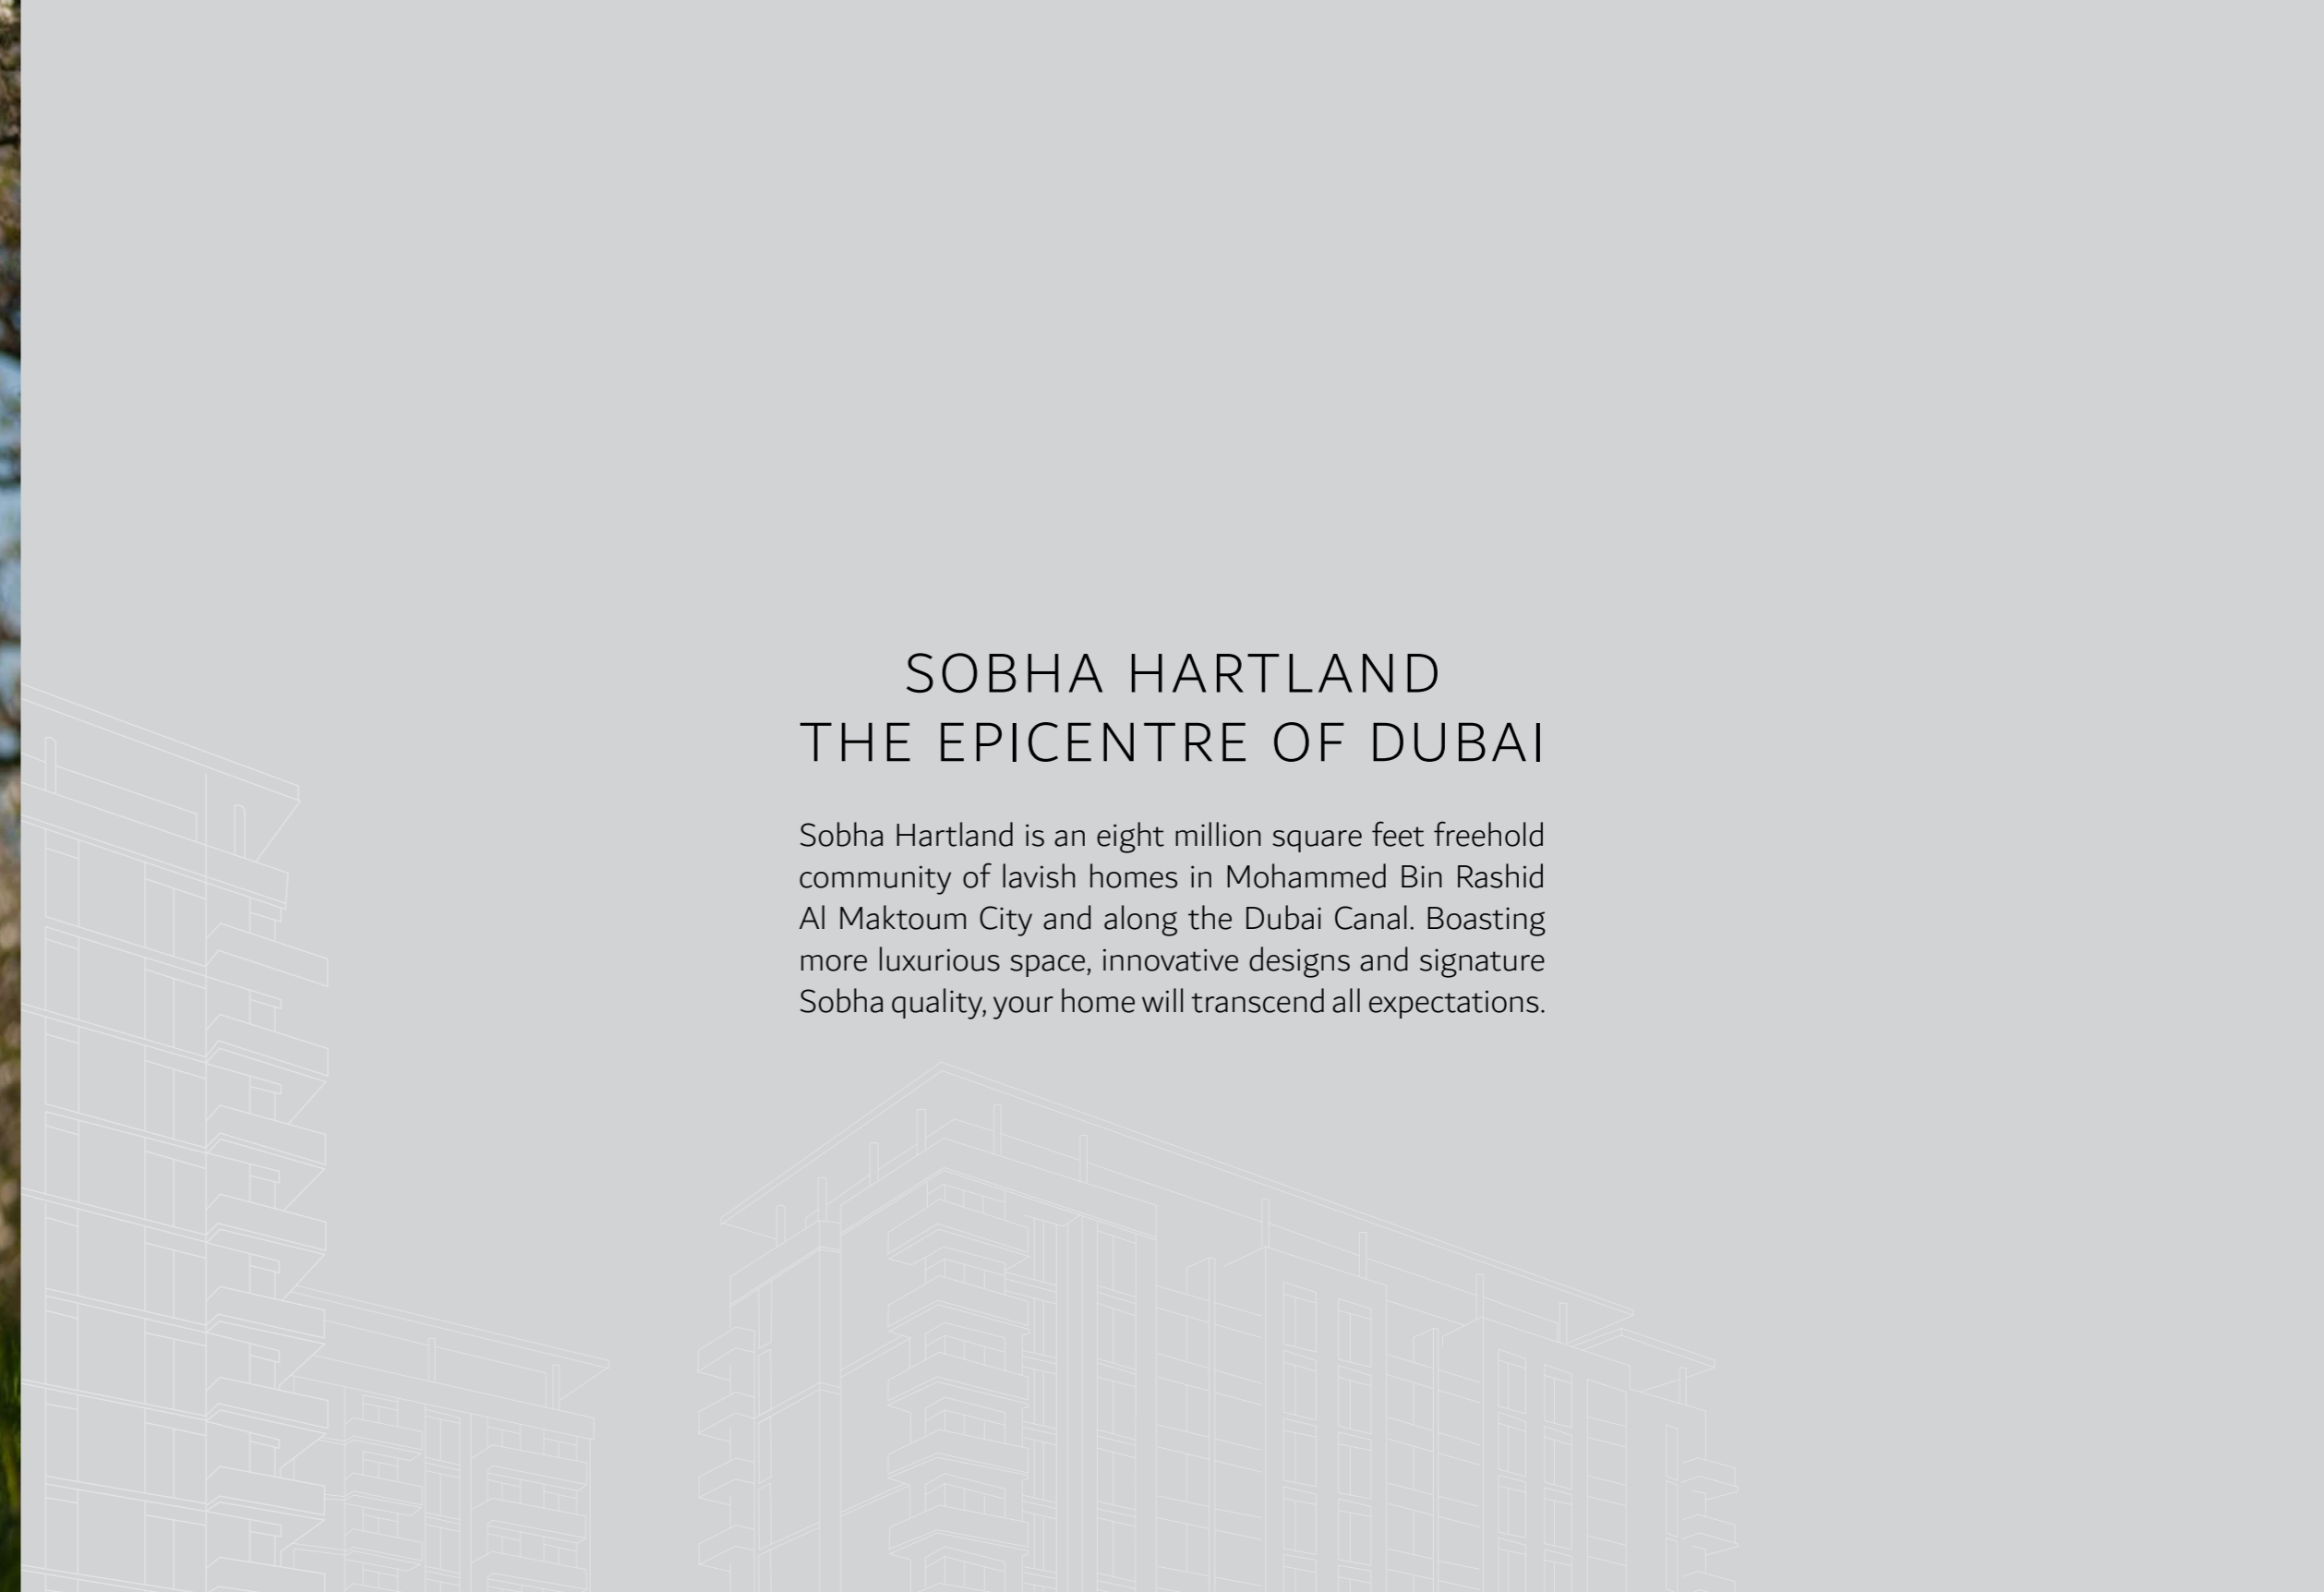 SOBHA HARTLAND
THE EPICENTRE OF DUBAI
Sobha Hartland is an eight million square feet freehold
community of lavish homes in Mohammed Bin Rashid
Al Maktoum City and along the Dubai Canal. Boasting
more luxurious space, innovative designs and signature
Sobha quality, your home will transcend all expectations.